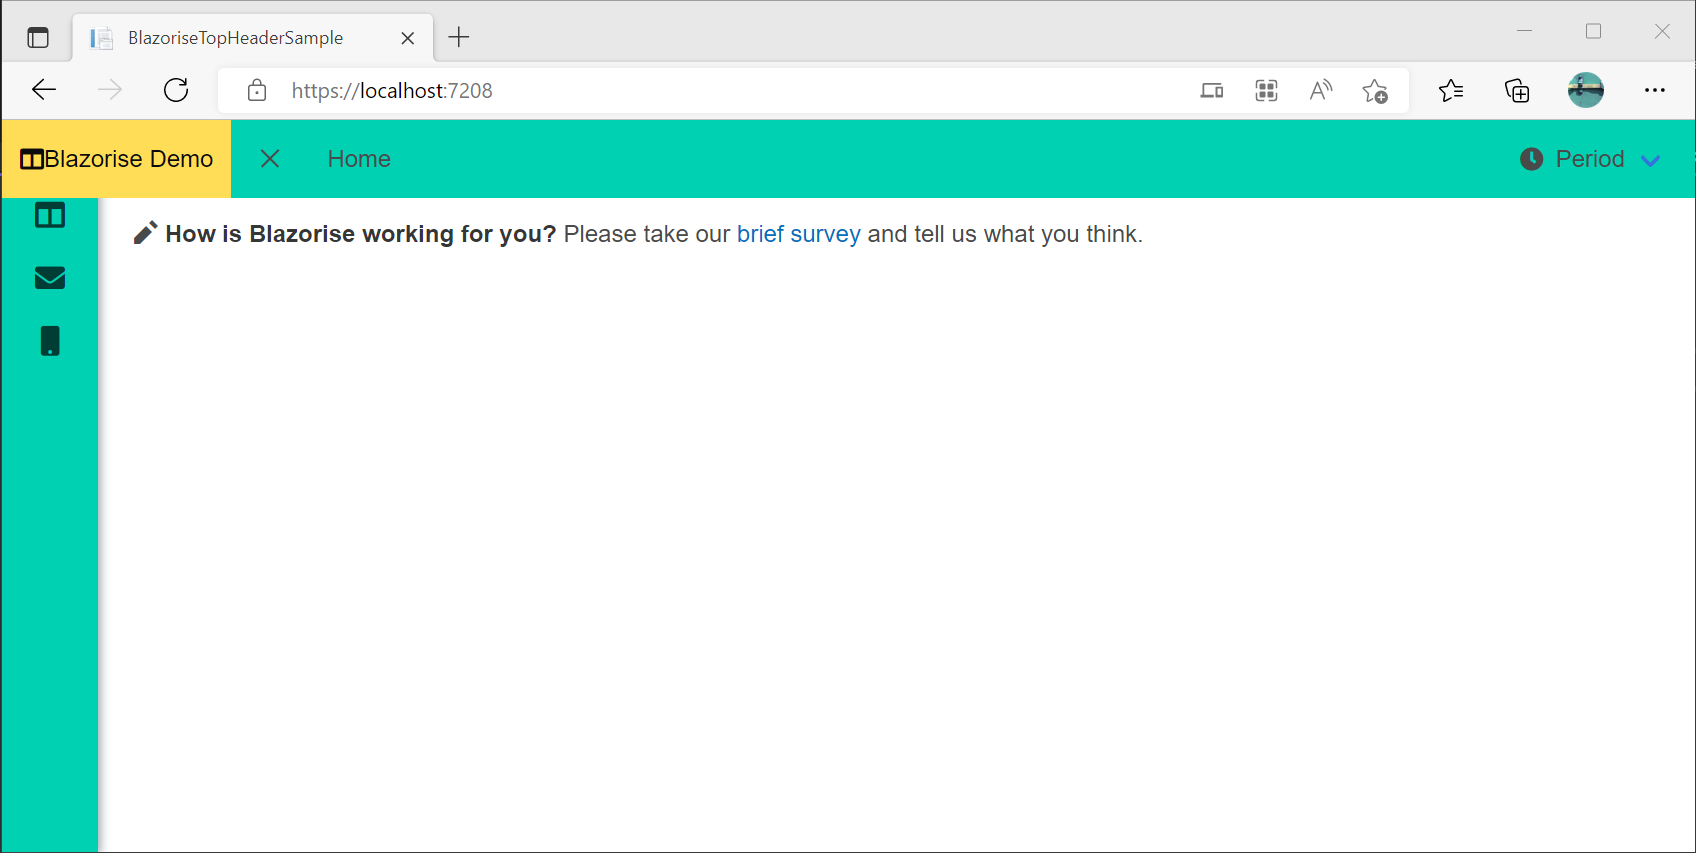 BlazoriseTopHeaderSample
https://localhost:7208
Blazorise Demo
Home
Period
How is Blazorise working for you? Please take our brief survey and tell us what you think.